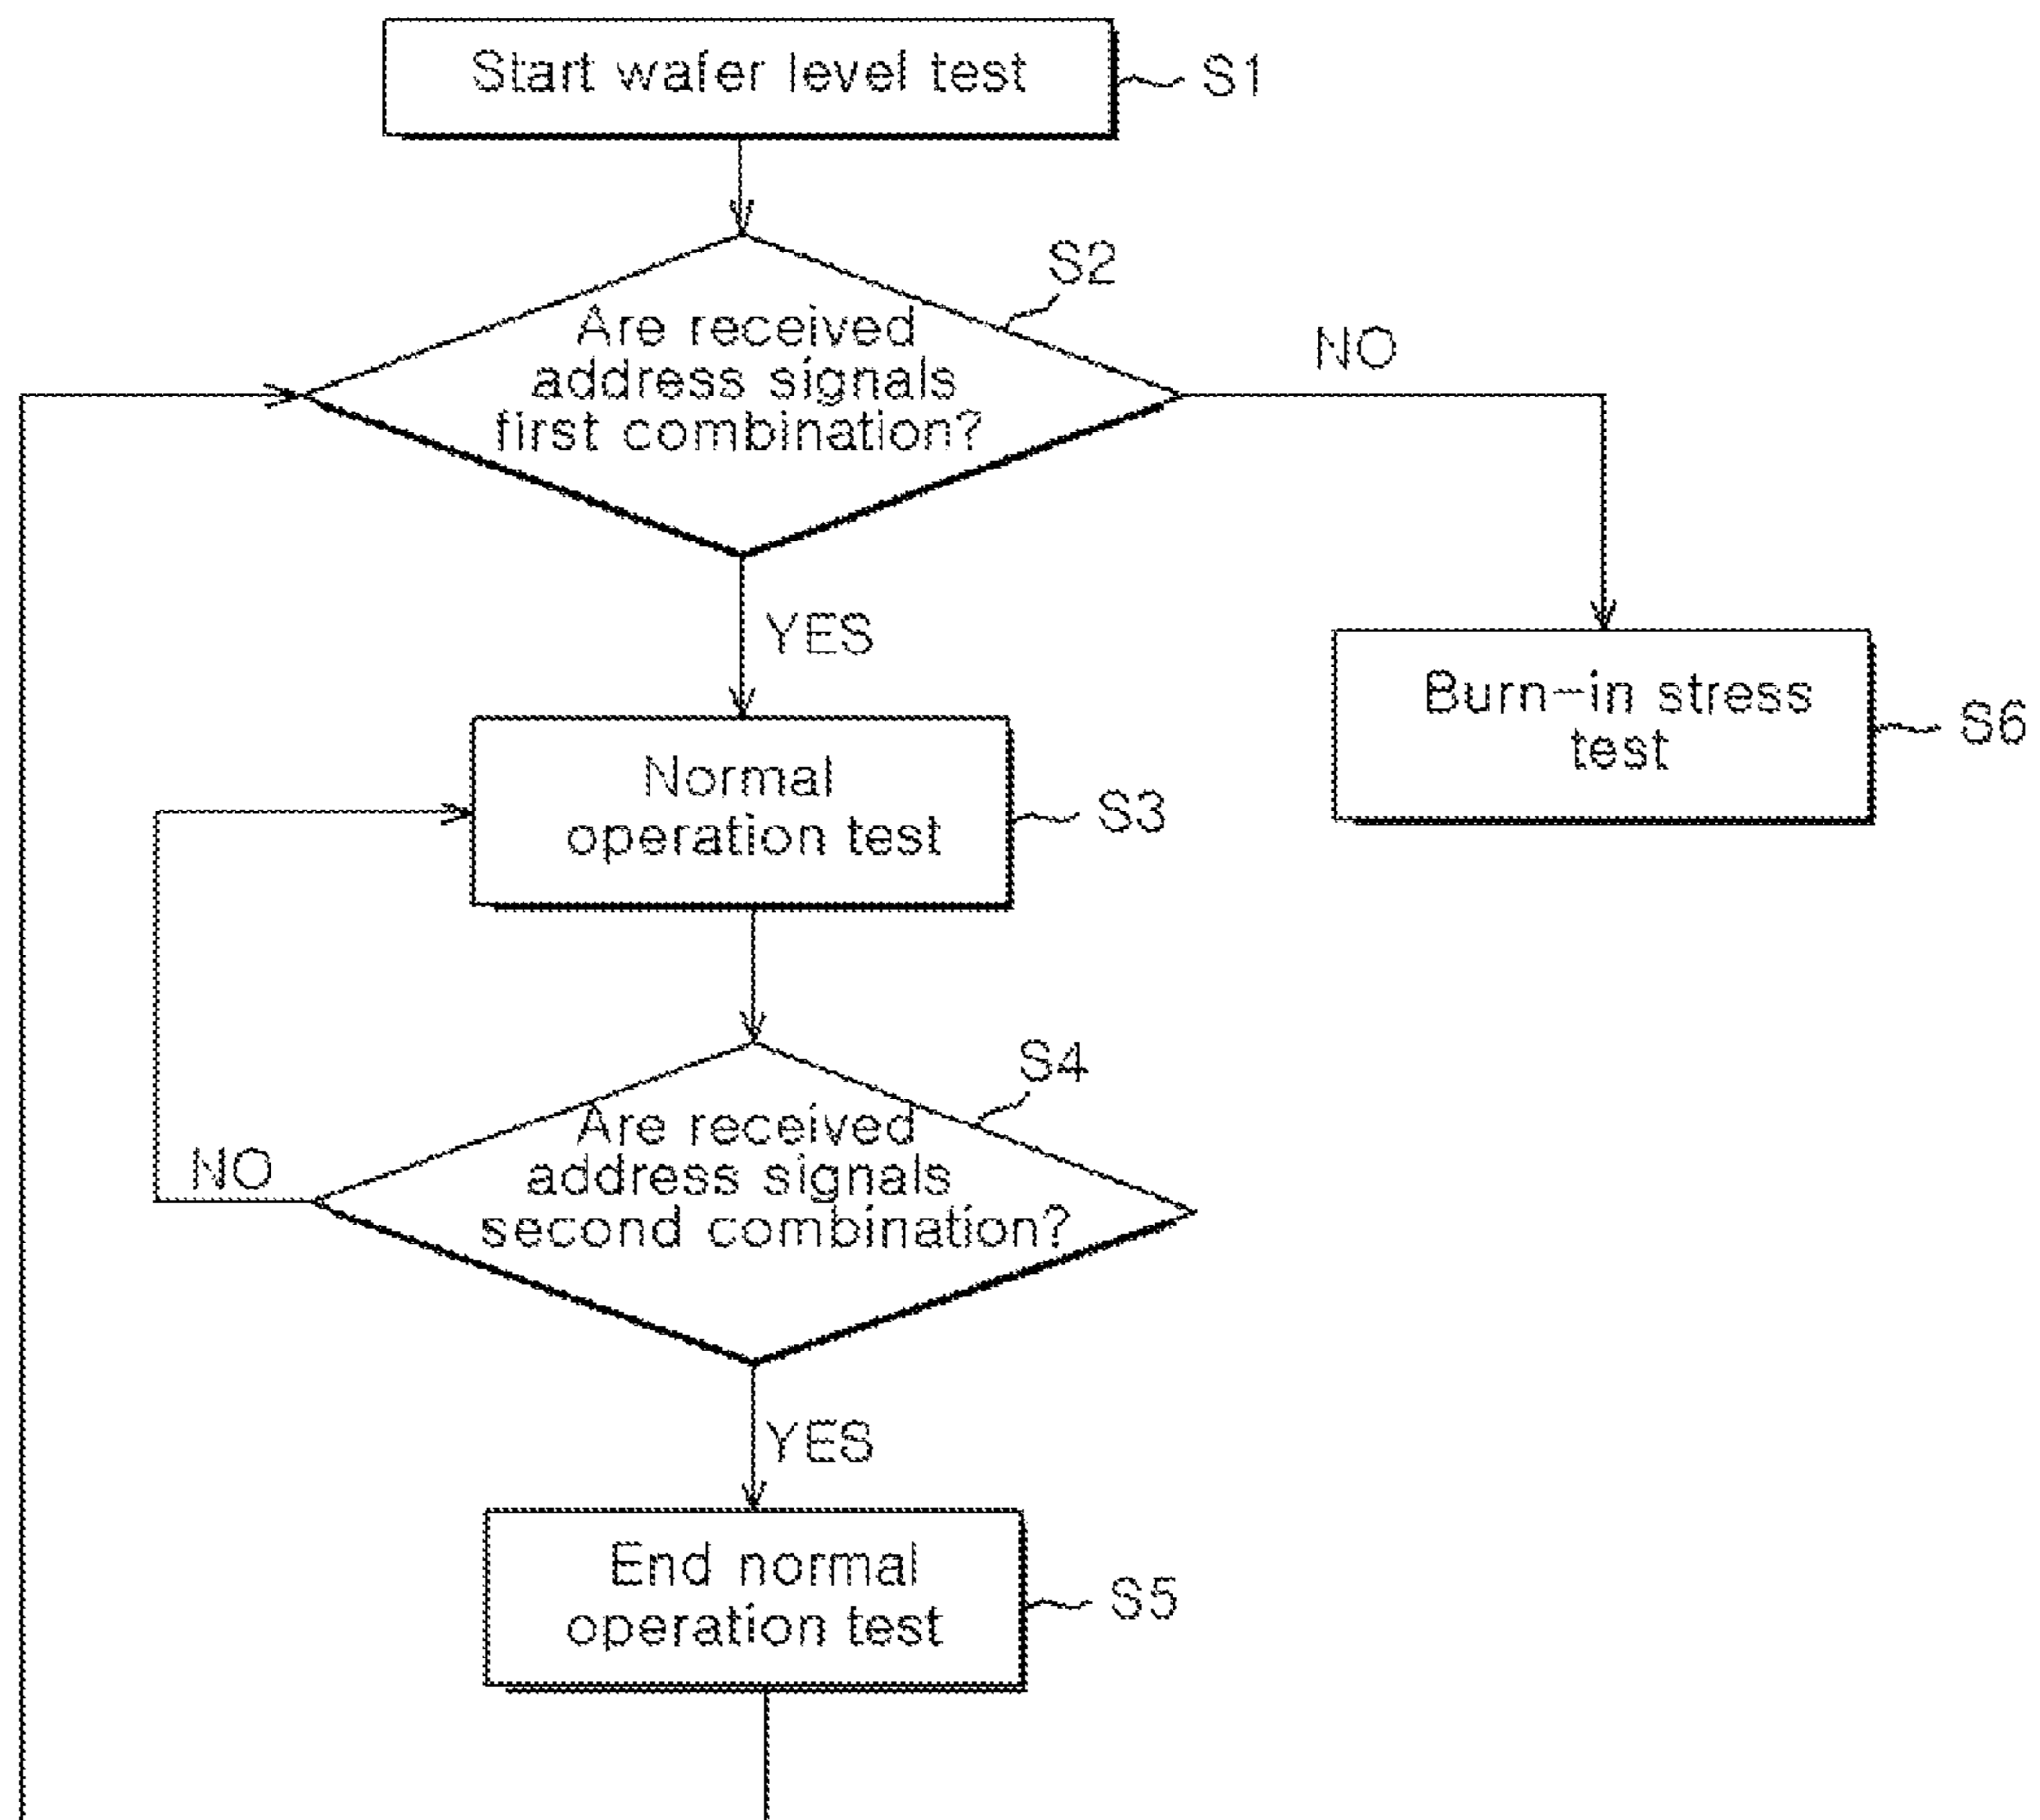 Start wafer level test
S1
S2
Are received
address signals
first combination?
NO
YES
Burn-in stress
test
S6
Normal
operation test
S3
S4
Are received
address signals
second combination?
NO
YES
End normal
operation test
S5